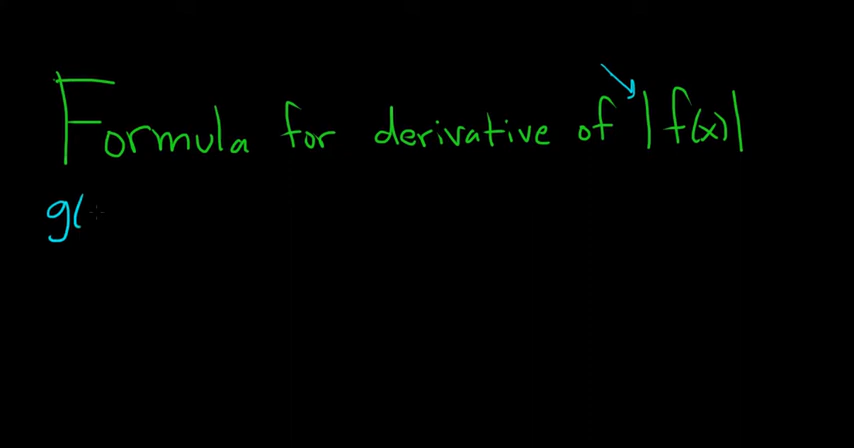 Formula for derivative of |f(x)|
g(